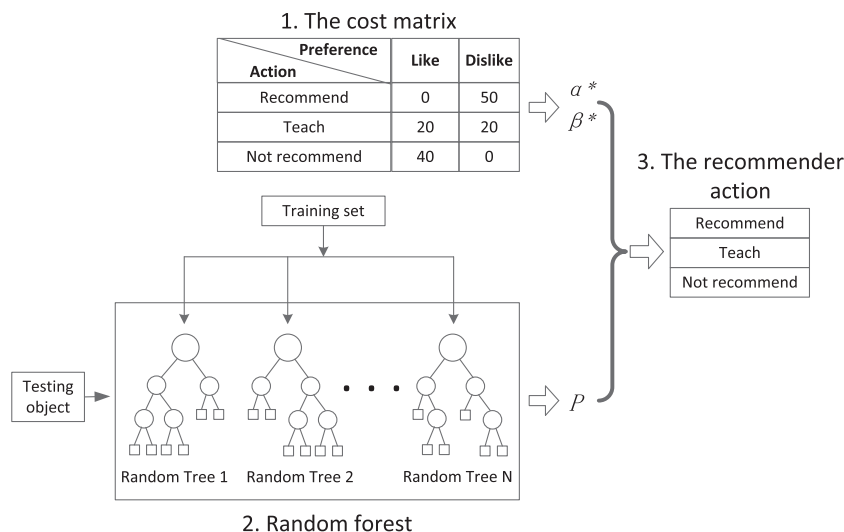 1. The cost matrix
Preference
Action
Like
Dislike
Recommend
0
50
Teach
20
20
Not recommend
40
0
α*
β*
3. The recommender
action
Recommend
Teach
Not recommend
Training set
Testing
object
P
Random Tree 1
Random Tree 2
Random Tree N
2. Random forest